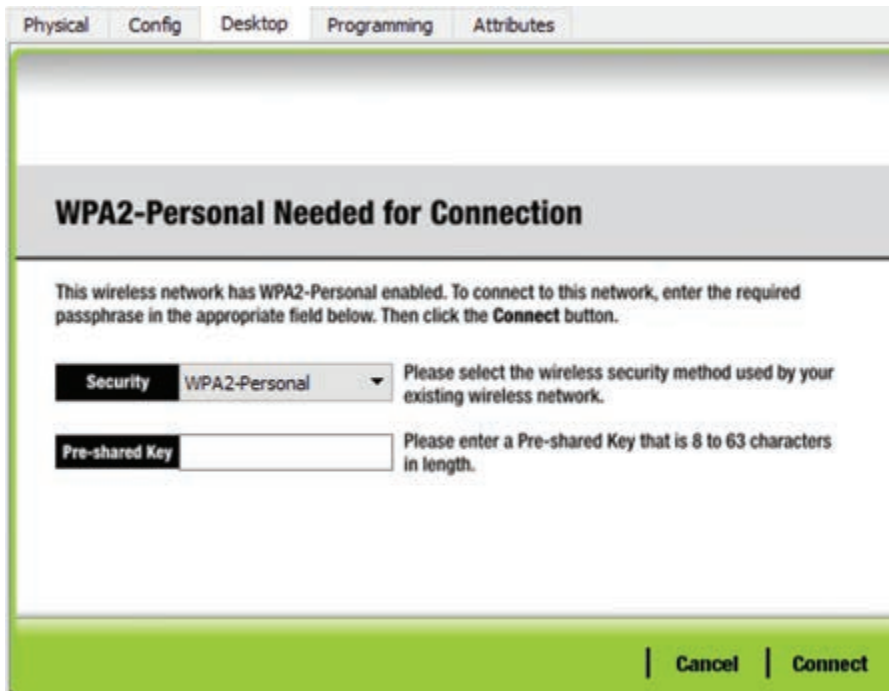 Physical Config Desktop Programming Attributes
WPA2-Personal Needed for Connection
This wireless network has WPA2-Personal enabled. To connect to this network, enter the required
passphrase in the appropriate field below. Then click the Connect button.
Security WPA2-Personal Please select the wireless security method used by your
existing wireless network.
Pre-shared Key Please enter a Pre-shared Key that is 8 to 63 characters
in length.
Cancel Connect